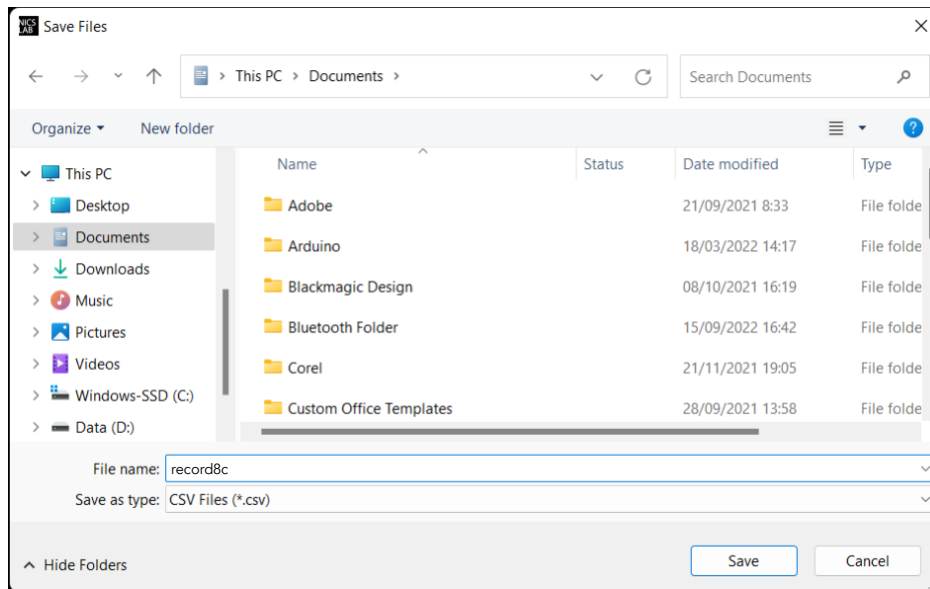 NICS LAB Save Files
This PC > Documents >
Search Documents
Organize New folder
Name Status Date modified Type
This PC
Desktop
Documents
Downloads
Music
Pictures
Videos
Windows-SSD (C:)
Data (D:)
Adobe 21/09/2021 8:33 File folde
Arduino 18/03/2022 14:17 File folde
Blackmagic Design 08/10/2021 16:19 File folde
Bluetooth Folder 15/09/2022 16:42 File folde
Corel 21/11/2021 19:05 File folde
Custom Office Templates 28/09/2021 13:58 File folde
File name: record8c
Save as type: CSV Files (*.csv)
Hide Folders
Save Cancel